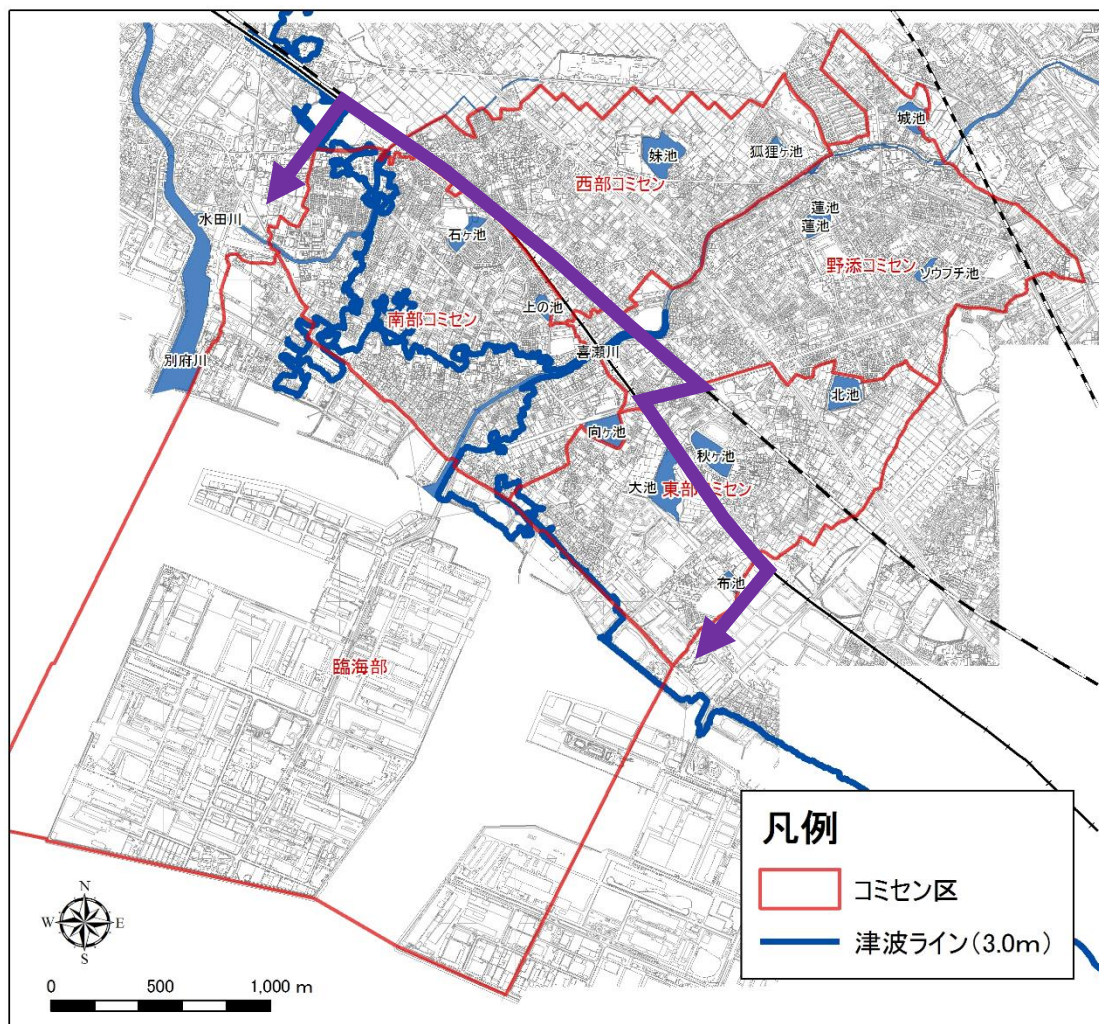 城池
妹池
狐狸ヶ池
西部コミセン
蓮池
蓮池
水田川
石ヶ池
野添コミセン
ソウブチ池
上の池
南部コミセン
喜瀬川
別府川
北池
向ヶ池
秋ヶ池
大池
東部コミセン
布池
臨海部
凡例
コミセン区
津波ライン(3.0m)
N
W
E
S
0 500 1,000 m